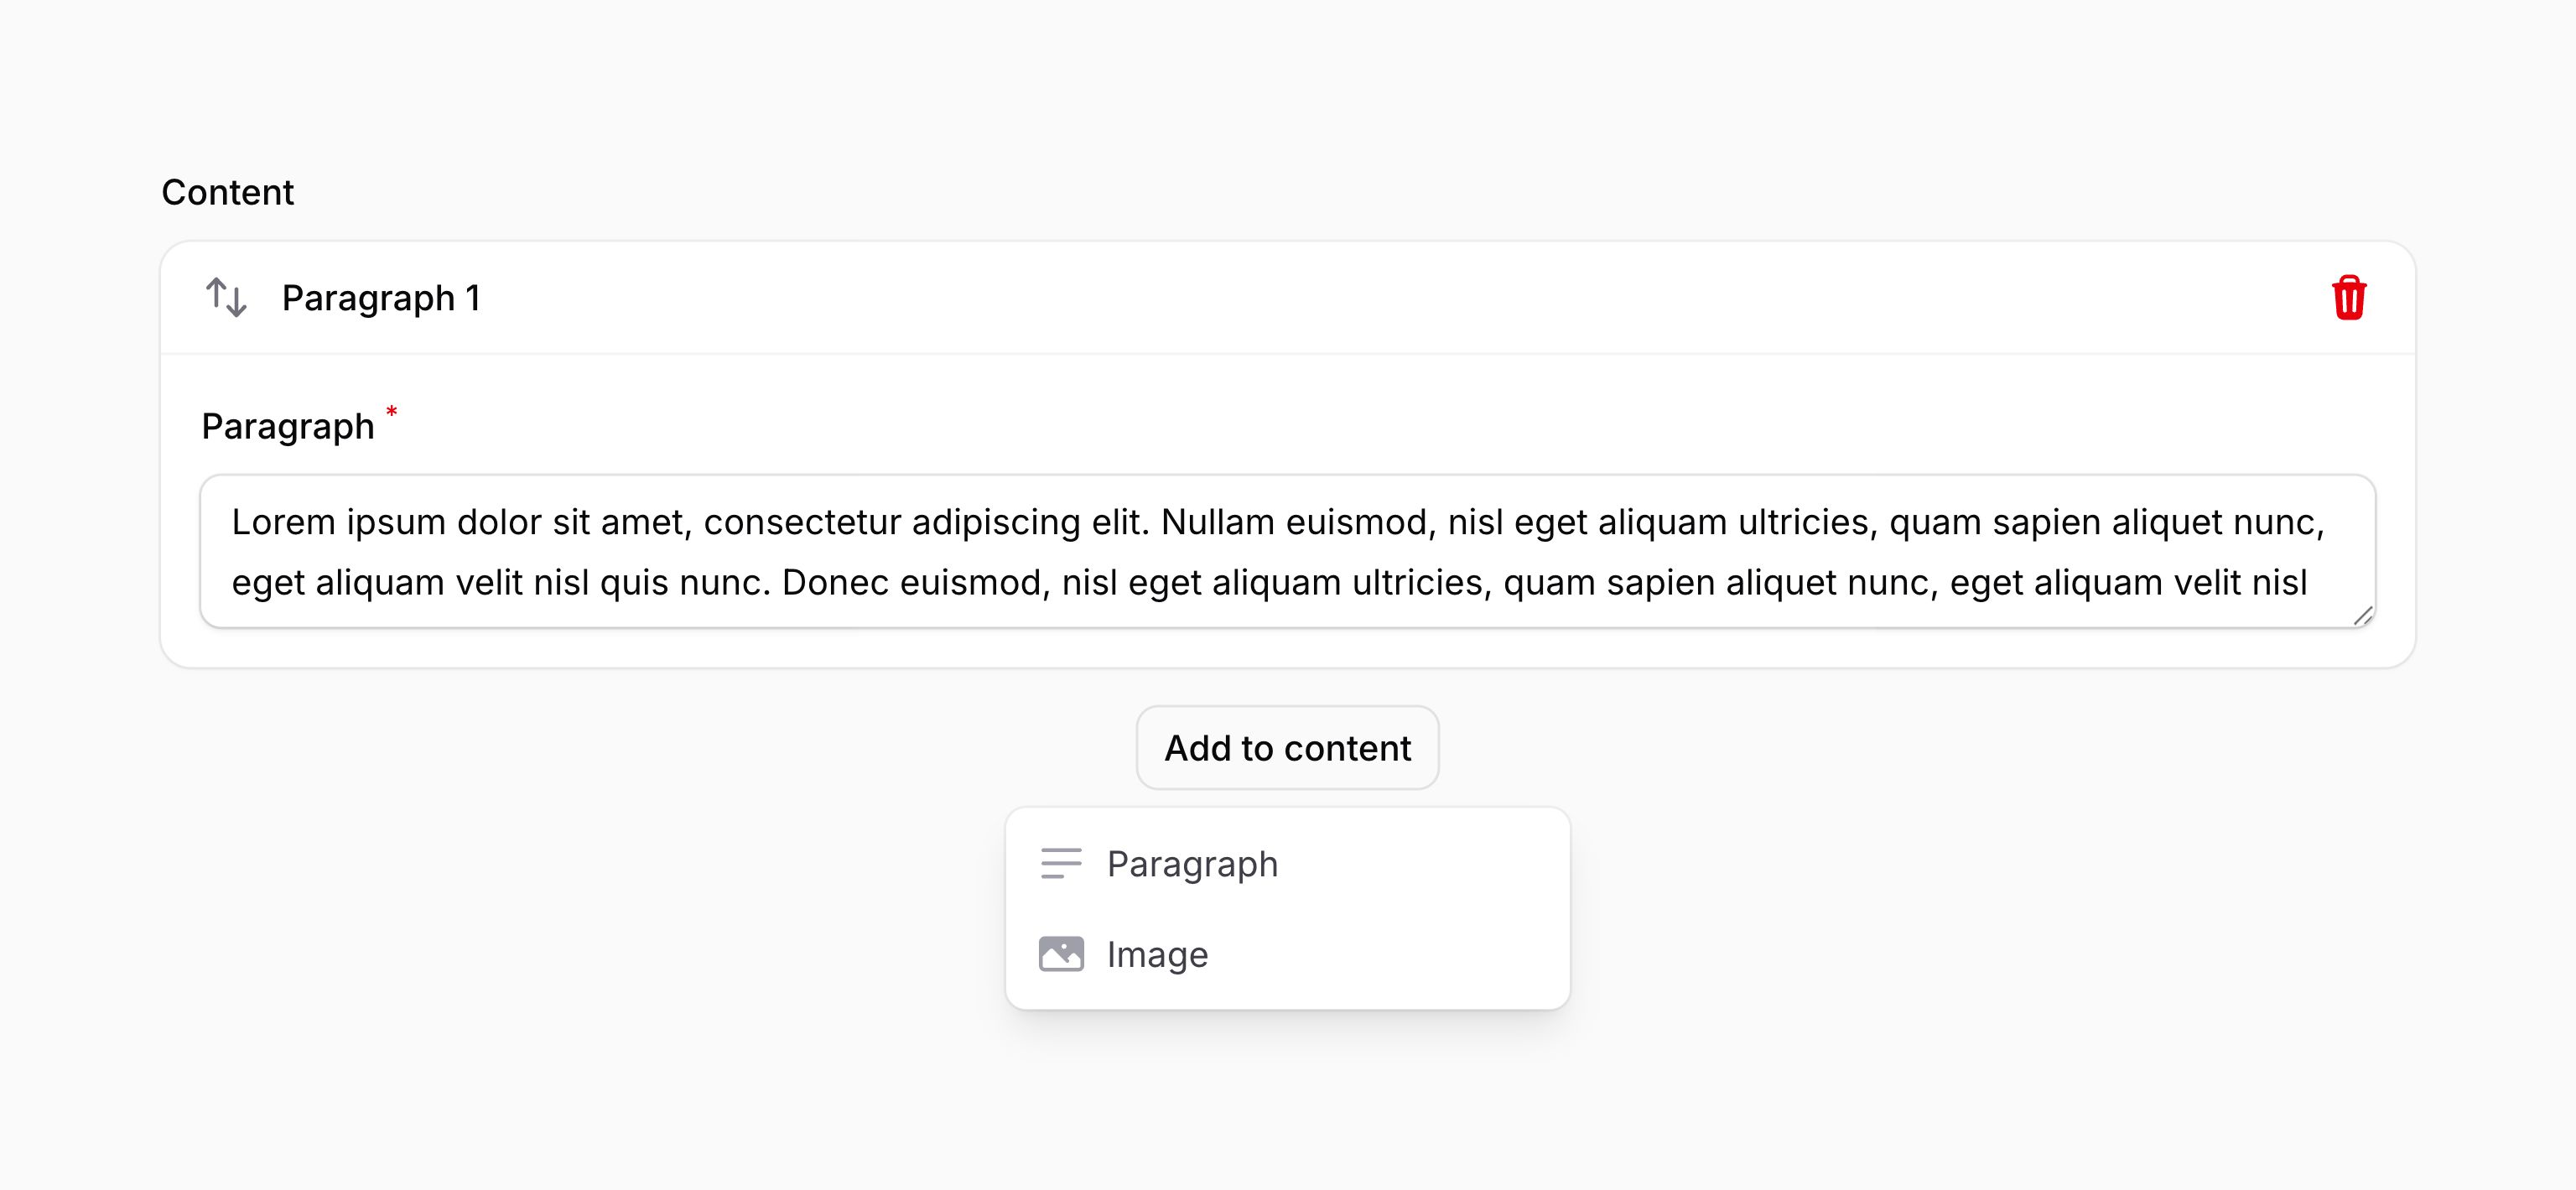 Content
Paragraph 1
Paragraph *
Lorem ipsum dolor sit amet, consectetur adipiscing elit. Nullam euismod, nisl eget aliquam ultricies, quam sapien aliquet nunc,
eget aliquam velit nisl quis nunc. Donec euismod, nisl eget aliquam ultricies, quam sapien aliquet nunc, eget aliquam velit nisl
Add to content
Paragraph
Image